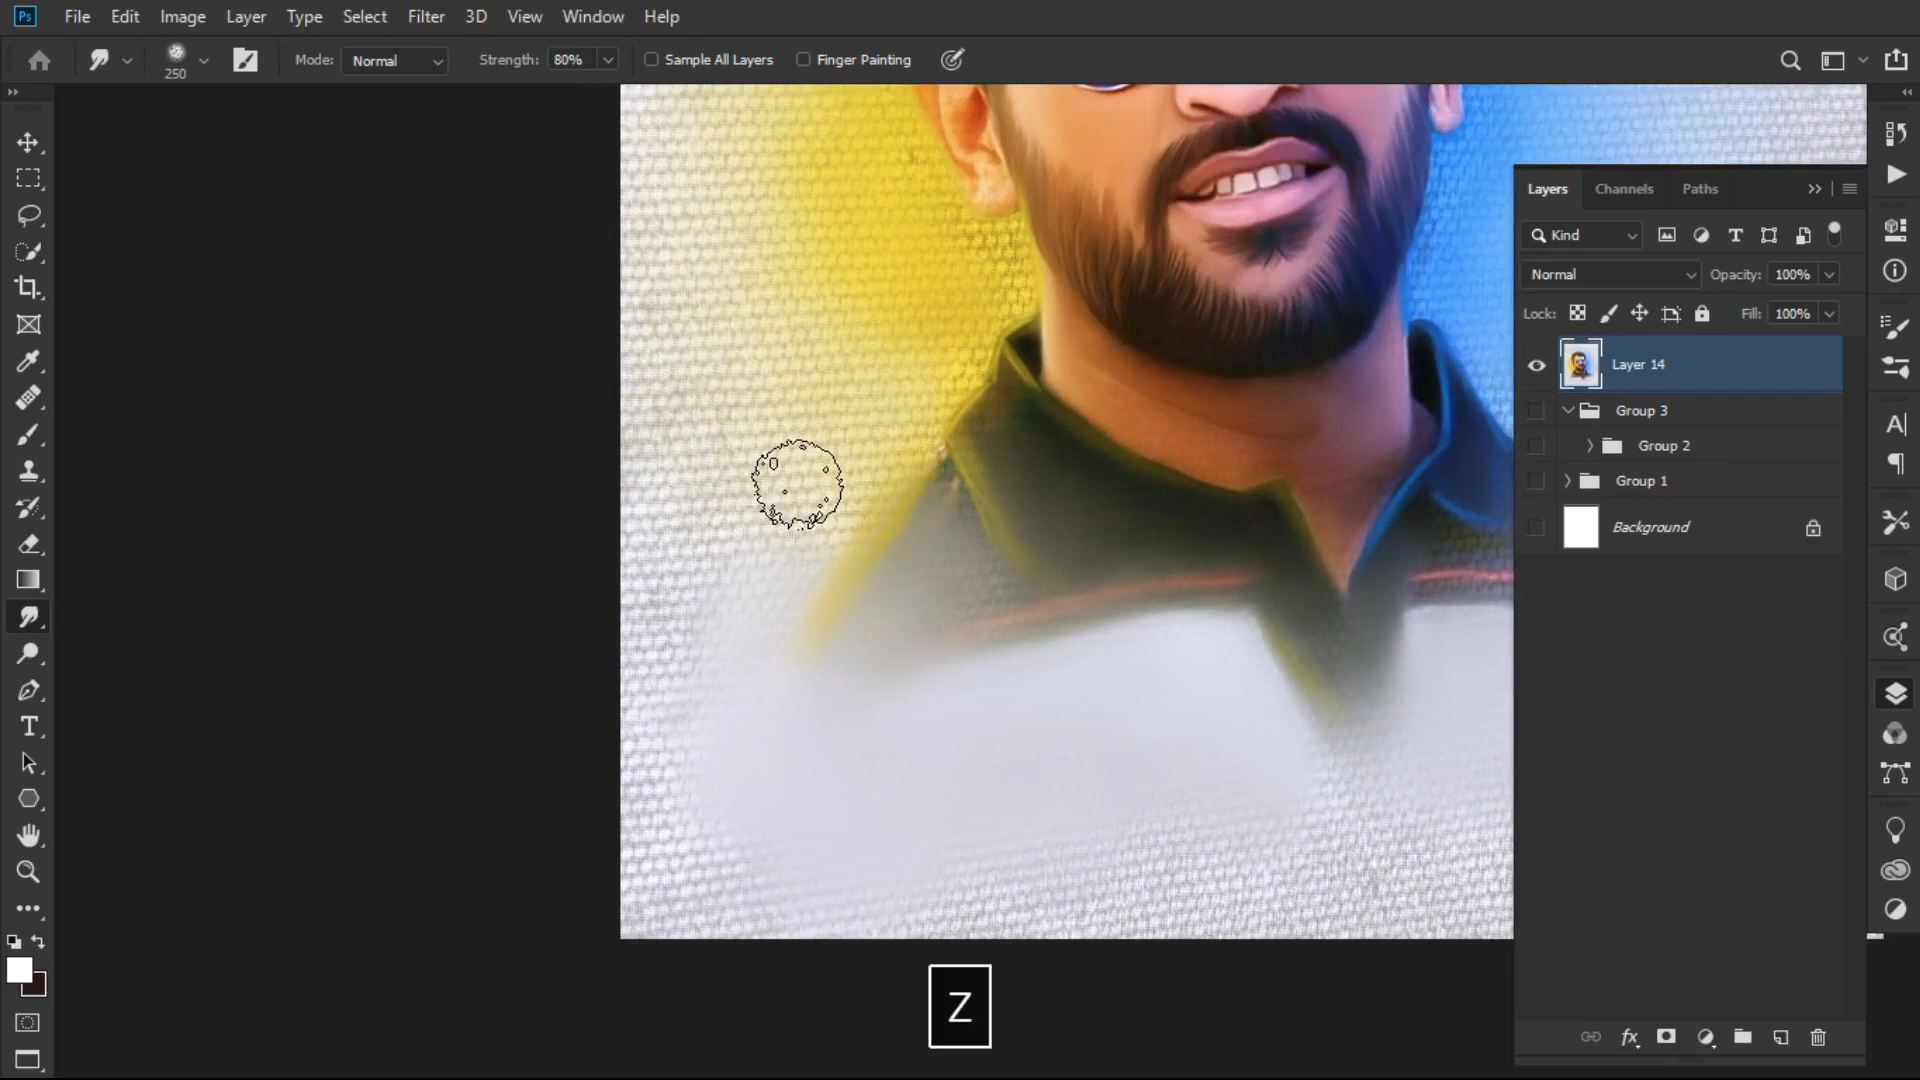 Ps File Edit Image Layer Type Select Filter 3D View Window Help
250 Mode: Normal Strength: 80% Sample All Layers Finger Painting
Layers Channels Paths
Kind
Normal Opacity: 100%
Lock: Fill: 100%
Layer 14
Group 3
Group 2
Group 1
Background
fx
Z